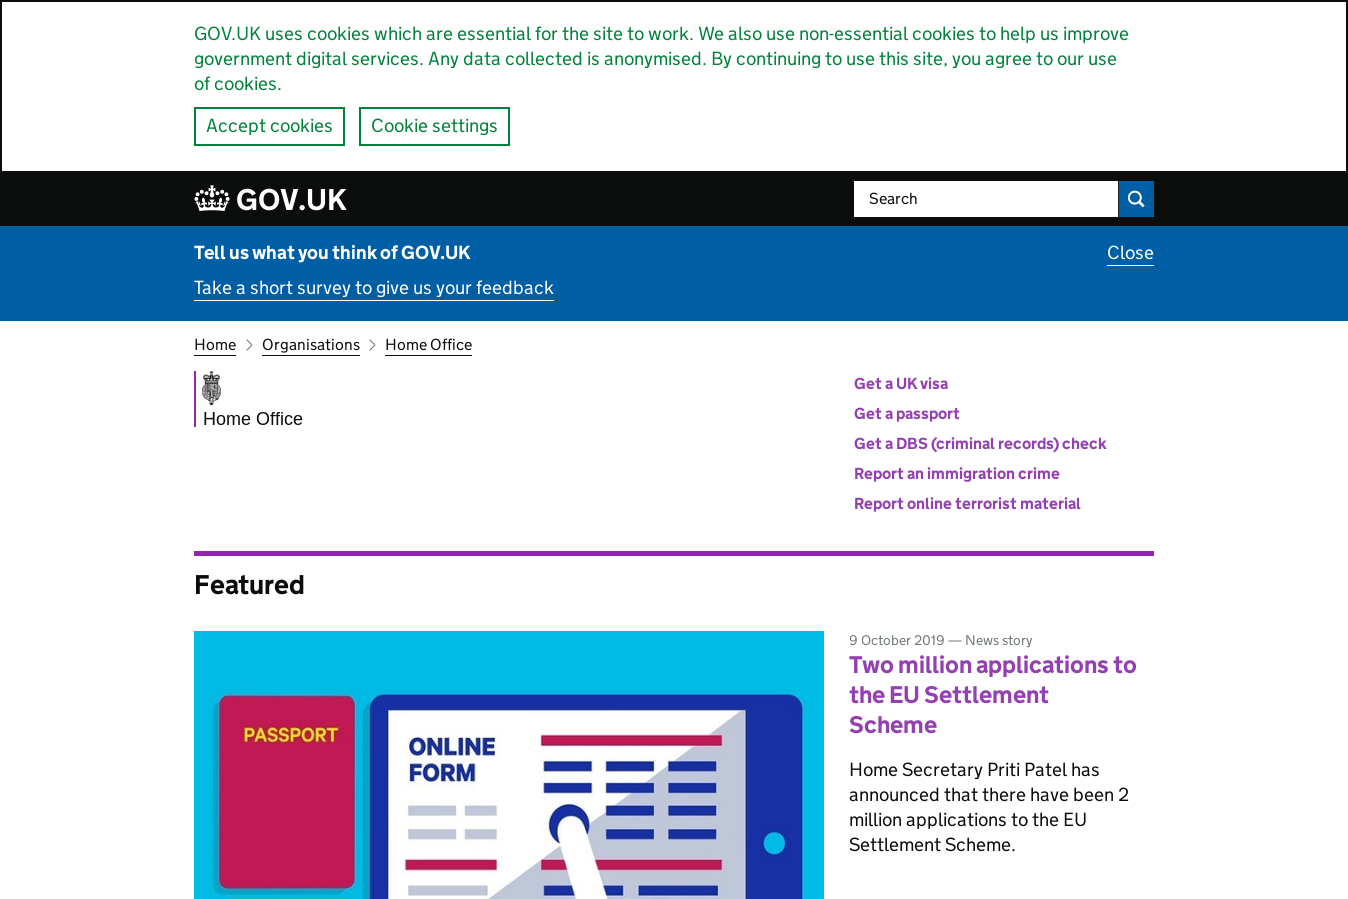 GOV.UK uses cookies which are essential for the site to work. We also use non-essential cookies to help us improve
government digital services. Any data collected is anonymised. By continuing to use this site, you agree to our use
of cookies.
Accept cookies
Cookie settings
GOV.UK
Search
Tell us what you think of GOV.UK
Close
Take a short survey to give us your feedback
Home
Organisations
Home Office
Home Office
Get a UK visa
Get a passport
Get a DBS (criminal records) check
Report an immigration crime
Report online terrorist material
Featured
PASSPORT
ONLINE
FORM
9 October 2019 — News story
Two million applications to
the EU Settlement
Scheme
Home Secretary Priti Patel has
announced that there have been 2
million applications to the EU
Settlement Scheme.